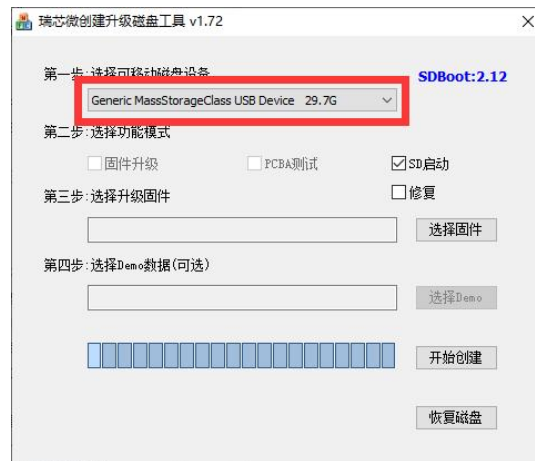 瑞芯微创建升级磁盘工具 v1.72
第一步:选择可移动磁盘设备
SDBoot:2.12
Generic MassStorageClass USB Device 29.7G
第二步:选择功能模式
固件升级 PCBA测试 SD启动
修复
第三步:选择升级固件
选择固件
第四步:选择Demo数据(可选)
选择Demo
开始创建
恢复磁盘